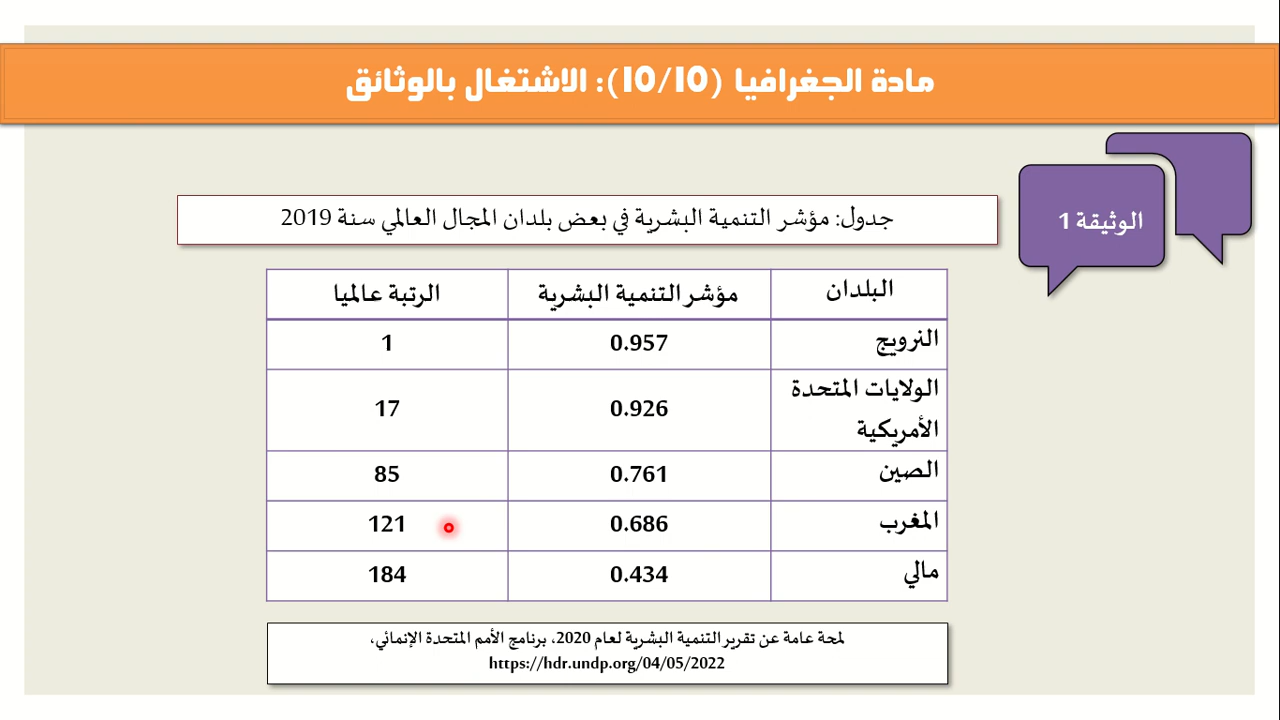 مادة الجغرافيا (10/10): الاشتغال بالوثائق
الوثيقة 1
جدول: مؤشر التنمية البشرية في بعض بلدان المجال العالمي سنة 2019
البلدان مؤشر التنمية البشرية الرتبة عالميا
النرويج 0.957 1
الولايات المتحدة
الأمريكية 0.926 17
الصين 0.761 85
المغرب 0.686 121
مالي 0.434 184
لمحة عامة عن تقرير التنمية البشرية لعام 2020، برنامج الأمم المتحدة الإنمائي،
https://hdr.undp.org/04/05/2022